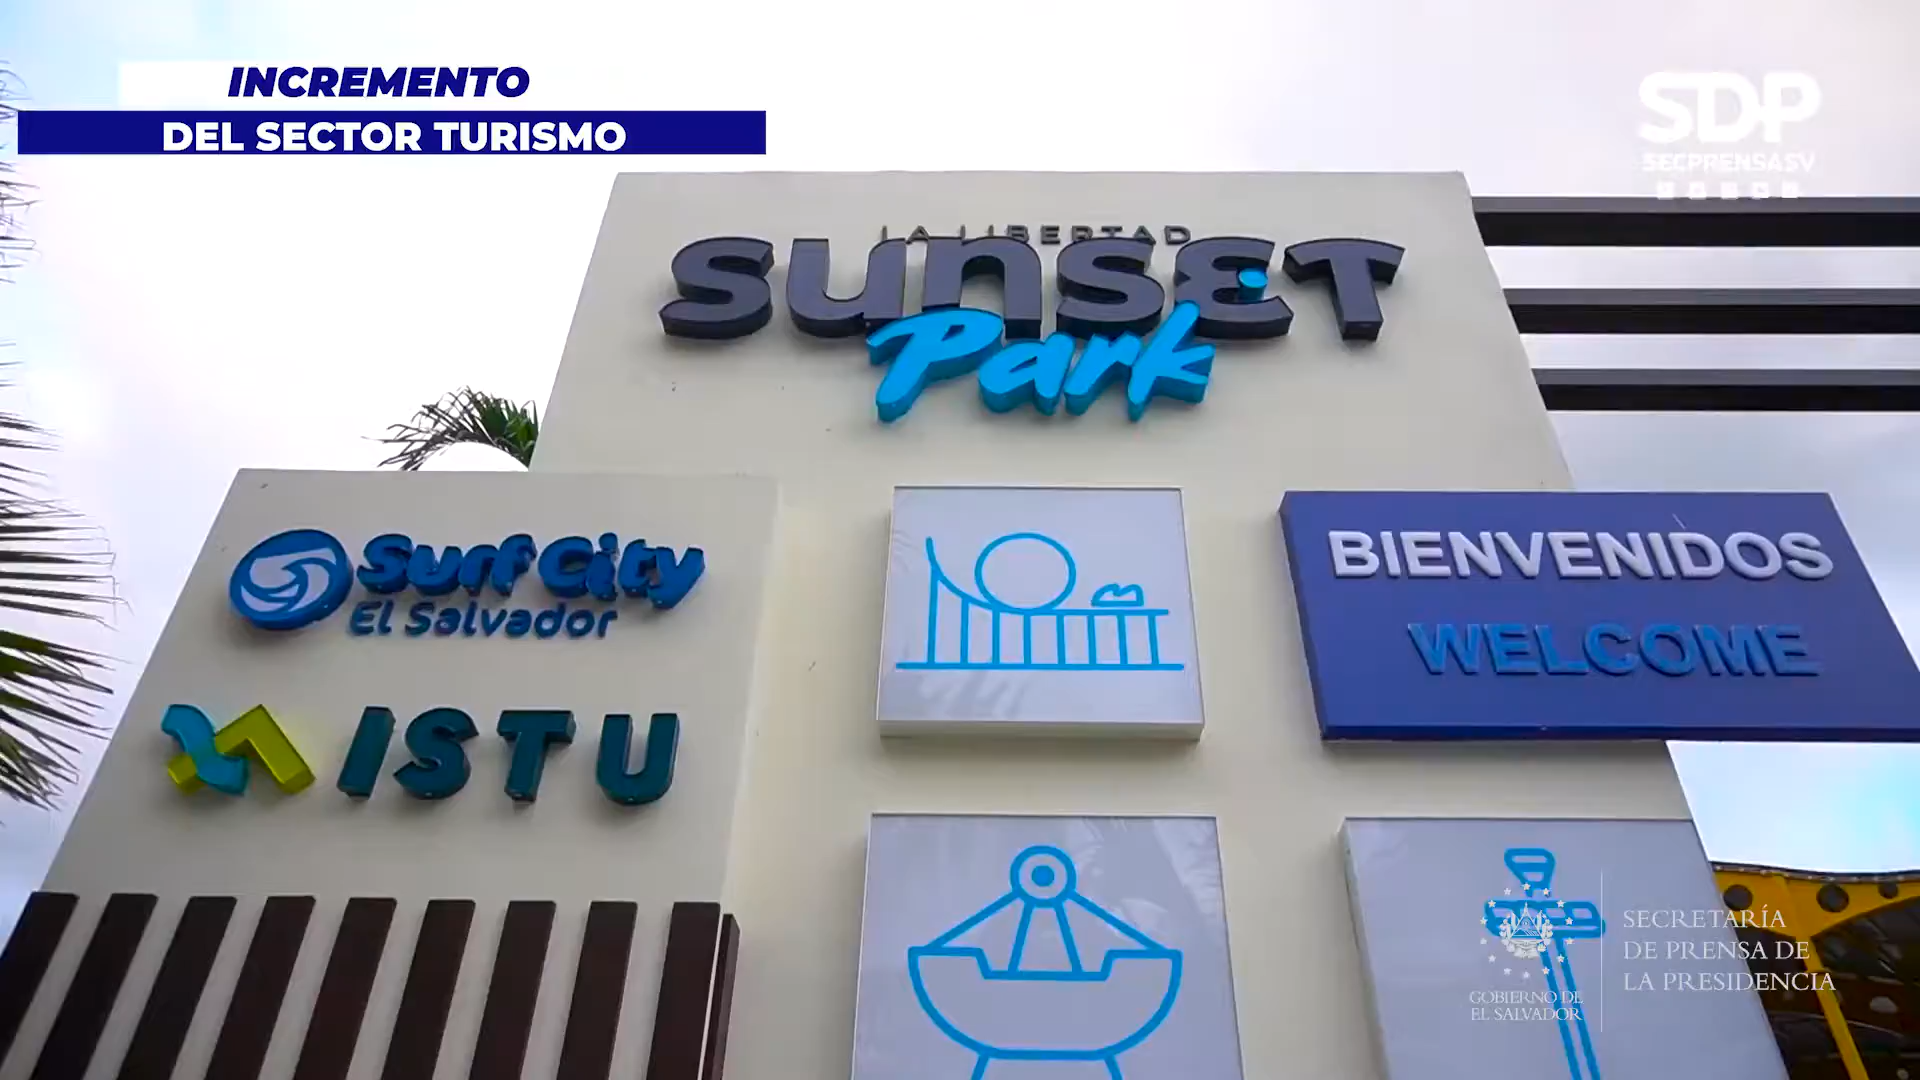 INCREMENTO
DEL SECTOR TURISMO
SDP
SECPRENSASV
LA LIBERTAD
SUNSET
Park
Surf City
El Salvador
ISTU
BIENVENIDOS
WELCOME
GOBIERNO DE
EL SALVADOR
SECRETARÍA
DE PRENSA DE
LA PRESIDENCIA